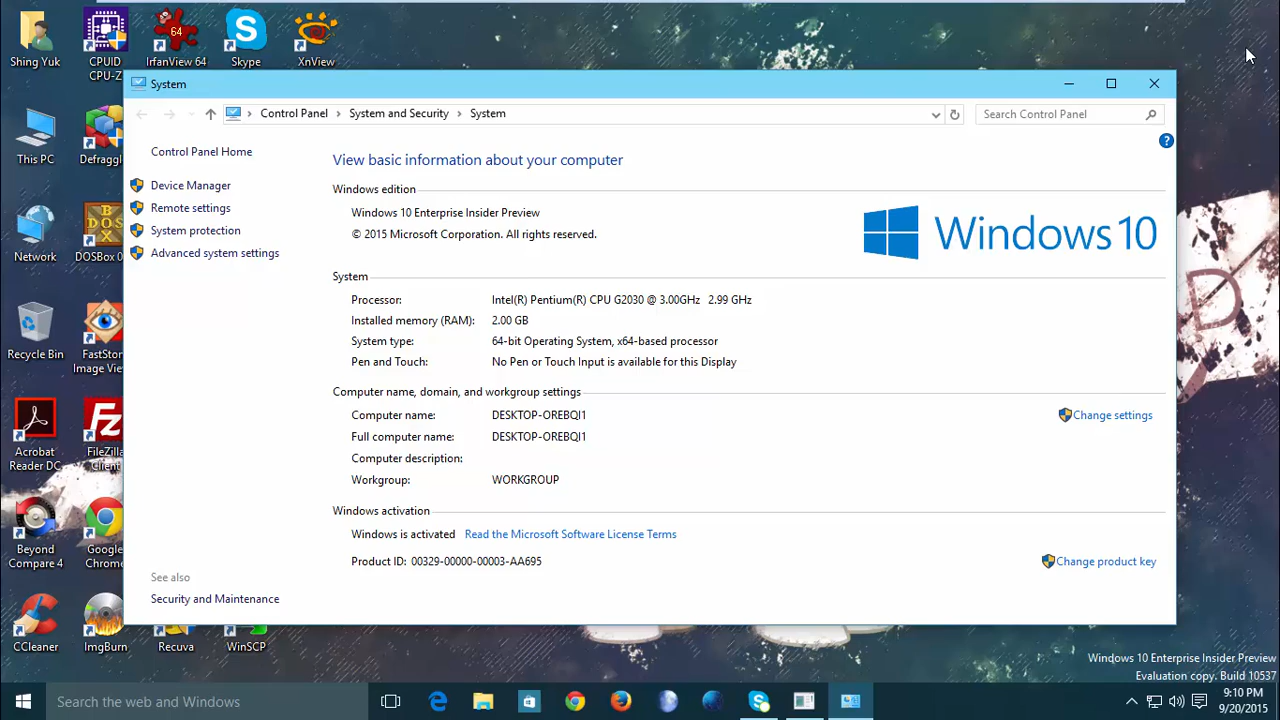 Shing Yuk
CPUID
CPU-Z
64
IrfanView 64
Skype
XnView
System
Control Panel
System and Security
System
Search Control Panel
This PC
Defraggl
Network
DOSBox 0
Recycle Bin
FastSton
Image View
Acrobat
Reader DC
FileZilla
Client
Beyond
Compare 4
Google
Chrome
CCleaner
ImgBurn
Recuva
WinSCP
Control Panel Home
Device Manager
Remote settings
System protection
Advanced system settings
See also
Security and Maintenance
View basic information about your computer
Windows edition
Windows 10 Enterprise Insider Preview
© 2015 Microsoft Corporation. All rights reserved.
Windows 10
System
Processor: Intel(R) Pentium(R) CPU G2030 @ 3.00GHz 2.99 GHz
Installed memory (RAM): 2.00 GB
System type: 64-bit Operating System, x64-based processor
Pen and Touch: No Pen or Touch Input is available for this Display
Computer name, domain, and workgroup settings
Computer name: DESKTOP-OREBQI1
Change settings
Full computer name: DESKTOP-OREBQI1
Computer description:
Workgroup: WORKGROUP
Windows activation
Windows is activated Read the Microsoft Software License Terms
Product ID: 00329-00000-00003-AA695
Change product key
Windows 10 Enterprise Insider Preview
Evaluation copy. Build 10537
Search the web and Windows
9:10 PM
9/20/2015